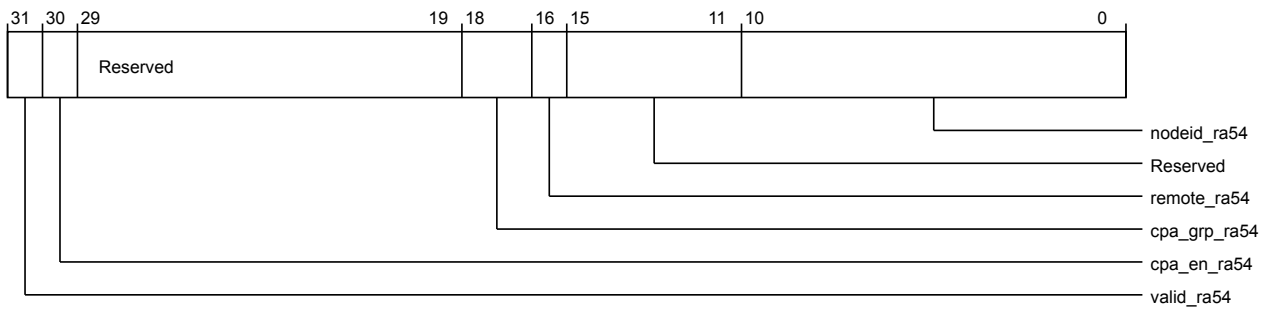 31 30 29 19 18 16 15 11 10 0
Reserved
nodeid_ra54
Reserved
remote_ra54
cpa_grp_ra54
cpa_en_ra54
valid_ra54